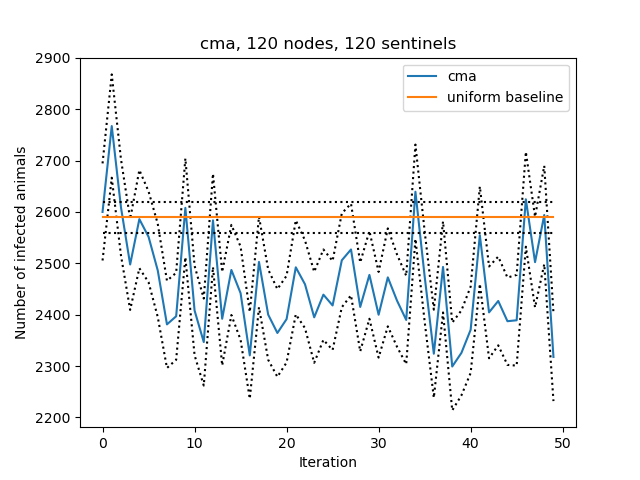 cma, 120 nodes, 120 sentinels
2900
2800
2700
2600
2500
2400
2300
2200
Number of infected animals
cma
uniform baseline
0
10
20
30
40
50
Iteration